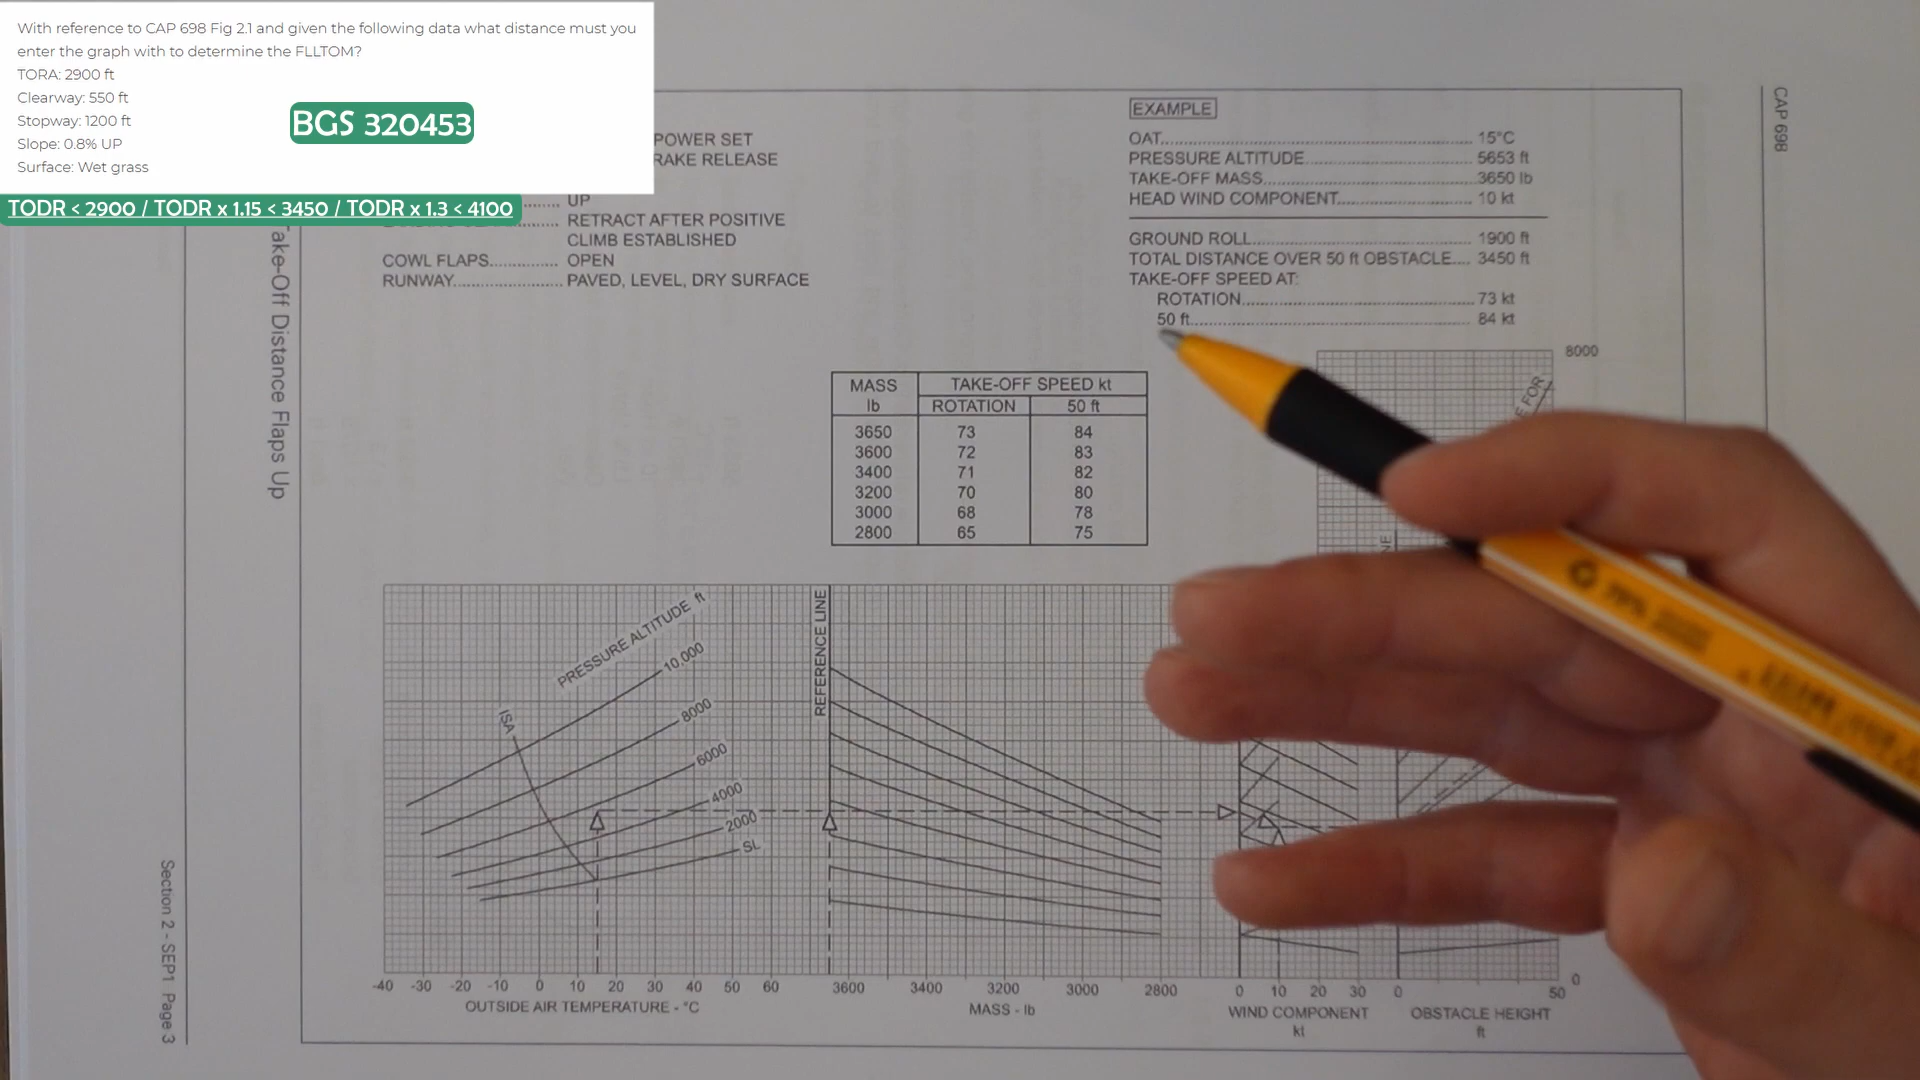 With reference to CAP 698 Fig 2.1 and given the following data what distance must you
enter the graph with to determine the FLLTOM?
TORA: 2900 ft
Clearway: 550 ft
Stopway: 1200 ft
Slope: 0.8% UP
Surface: Wet grass
BGS 320453
TODR < 2900 / TODR x 1.15 < 3450 / TODR x 1.3 < 4100
POWER SET
RAKE RELEASE
UP
RETRACT AFTER POSITIVE
CLIMB ESTABLISHED
COWL FLAPS.............. OPEN
RUNWAY....................... PAVED, LEVEL, DRY SURFACE
EXAMPLE
OAT.................... 15°C
PRESSURE ALTITUDE.................... 5653 ft
TAKE-OFF MASS.................... 3650 lb
HEAD WIND COMPONENT.................... 10 kt
GROUND ROLL.................... 1900 ft
TOTAL DISTANCE OVER 50 ft OBSTACLE.... 3450 ft
TAKE-OFF SPEED AT:
ROTATION.................... 73 kt
50 ft.................... 84 kt
CAP 698
ake-Off Distance Flaps Up
Section 2 - SEP1 Page 3
MASS lb TAKE-OFF SPEED kt
ROTATION 50 ft
3650 73 84
3600 72 83
3400 71 82
3200 70 80
3000 68 78
2800 65 75
8000
E FOR
NE
PRESSURE ALTITUDE ft
10,000
8000
6000
4000
2000
SL
ISA
REFERENCE LINE
-40 -30 -20 -10 0 10 20 30 40 50 60
OUTSIDE AIR TEMPERATURE - °C
3600 3400 3200 3000 2800
MASS - lb
0 10 20 30
WIND COMPONENT
kt
0 50
OBSTACLE HEIGHT
ft
0